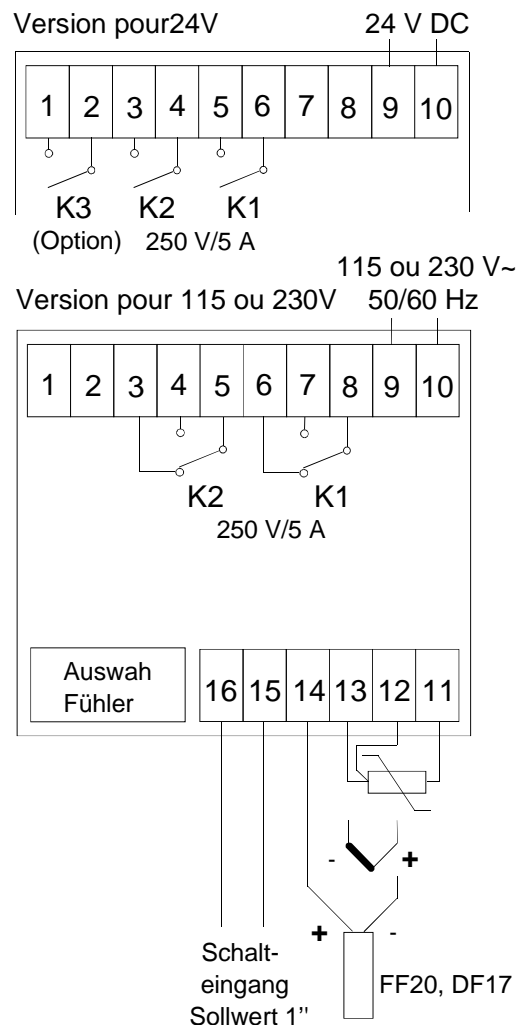 Version pour24V 24 V DC
1 2 3 4 5 6 7 8 9 10
K3 K2 K1
(Option) 250 V/5 A
115 ou 230 V~
Version pour 115 ou 230V 50/60 Hz
1 2 3 4 5 6 7 8 9 10
K2 K1
250 V/5 A
Auswah
Fühler
16 15 14 13 12 11
- +
+ -
Schalt-
eingang
Sollwert 1''
FF20, DF17